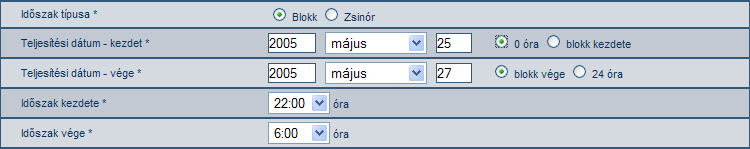 Időszak típusa * Blokk Zsinór
Teljesítési dátum - kezdet * 2005 május 25 0 óra blokk kezdete
Teljesítési dátum - vége * 2005 május 27 blokk vége 24 óra
Időszak kezdete * 22:00 óra
Időszak vége * 6:00 óra